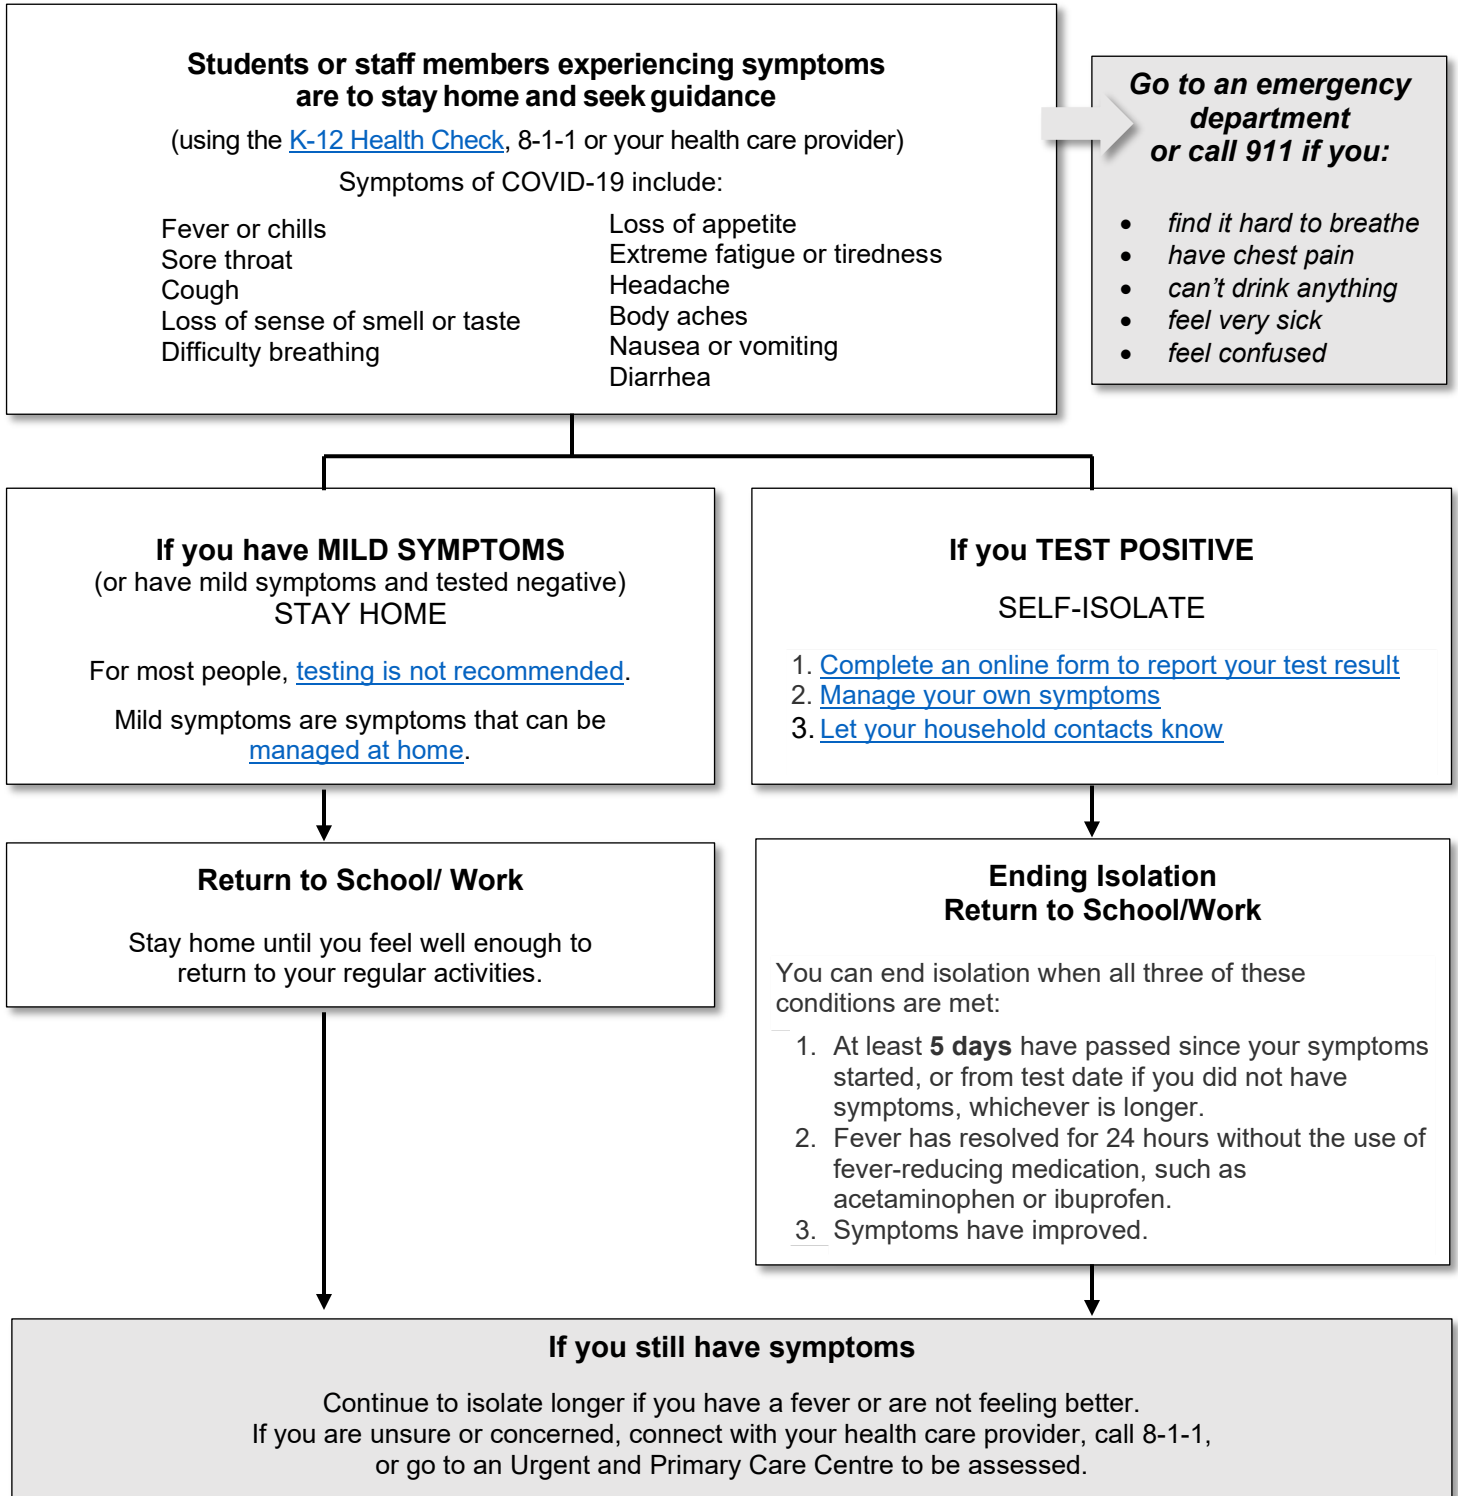 Students or staff members experiencing symptoms
are to stay home and seek guidance
(using the K-12 Health Check, 8-1-1 or your health care provider)
Symptoms of COVID-19 include:
Fever or chills
Sore throat
Cough
Loss of sense of smell or taste
Difficulty breathing
Loss of appetite
Extreme fatigue or tiredness
Headache
Body aches
Nausea or vomiting
Diarrhea
Go to an emergency
department
or call 911 if you:
• find it hard to breathe
• have chest pain
• can’t drink anything
• feel very sick
• feel confused
If you have MILD SYMPTOMS
(or have mild symptoms and tested negative)
STAY HOME
For most people, testing is not recommended.
Mild symptoms are symptoms that can be
managed at home.
If you TEST POSITIVE
SELF-ISOLATE
1. Complete an online form to report your test result
2. Manage your own symptoms
3. Let your household contacts know
Return to School/ Work
Stay home until you feel well enough to
return to your regular activities.
Ending Isolation
Return to School/Work
You can end isolation when all three of these
conditions are met:
1. At least 5 days have passed since your symptoms
started, or from test date if you did not have
symptoms, whichever is longer.
2. Fever has resolved for 24 hours without the use of
fever-reducing medication, such as
acetaminophen or ibuprofen.
3. Symptoms have improved.
If you still have symptoms
Continue to isolate longer if you have a fever or are not feeling better.
If you are unsure or concerned, connect with your health care provider, call 8-1-1,
or go to an Urgent and Primary Care Centre to be assessed.